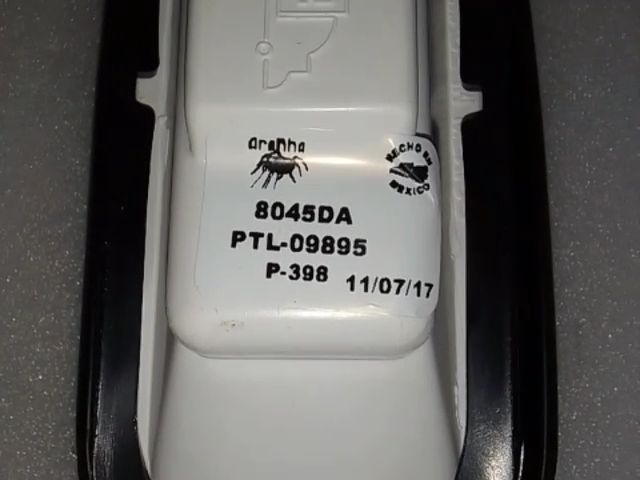 araNha
HECHO EN
MEXICO
8045DA
PTL-09895
P-398 11/07/17